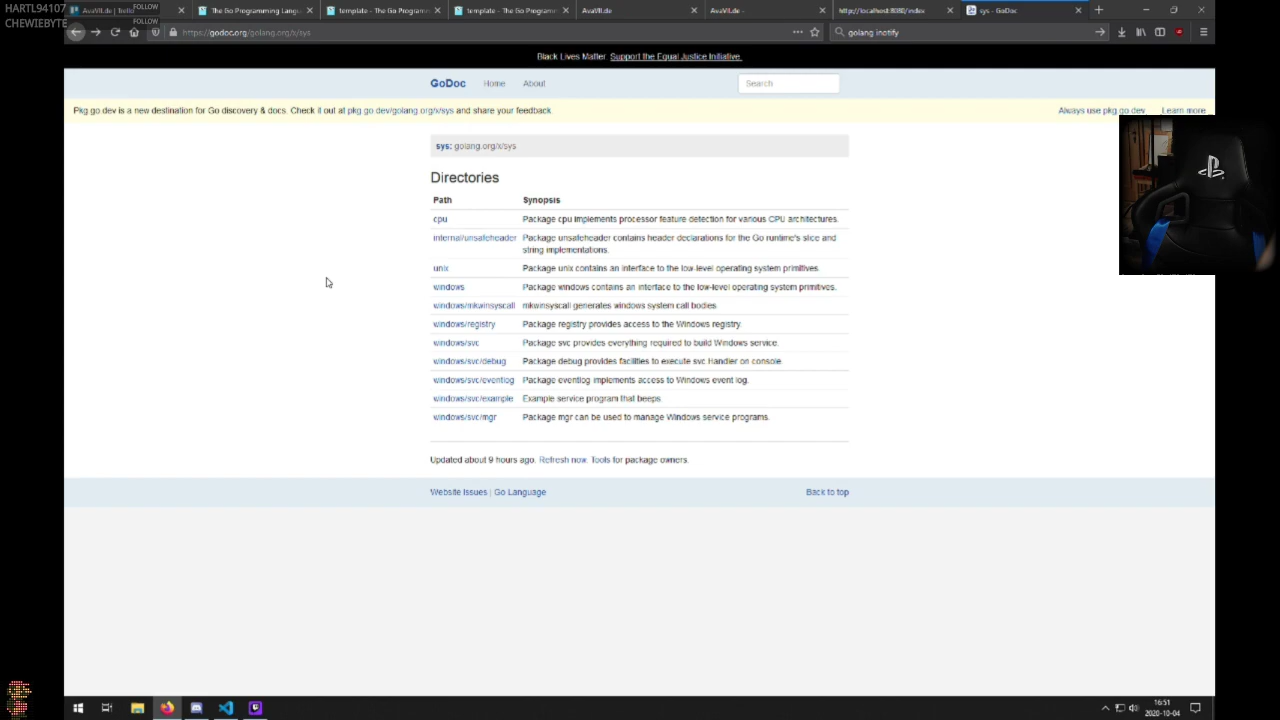 HARTL94107 FOLLOW
CHEWIEBYTE FOLLOW
AvaVII.de | Trello
The Go Programming Langu
template - The Go Programm
template - The Go Programm
AvaVII.de
AvaVII.de -
http://localhost:8080/index
sys - GoDoc
https://godoc.org/golang.org/x/sys
golang inotify
Black Lives Matter. Support the Equal Justice Initiative.
GoDoc Home About Search
Pkg.go.dev is a new destination for Go discovery & docs. Check it out at pkg.go.dev/golang.org/x/sys and share your feedback.
Always use pkg.go.dev Learn more
sys: golang.org/x/sys
Directories
Path Synopsis
cpu Package cpu implements processor feature detection for various CPU architectures.
internal/unsafeheader Package unsafeheader contains header declarations for the Go runtime's slice and
string implementations.
unix Package unix contains an interface to the low-level operating system primitives.
windows Package windows contains an interface to the low-level operating system primitives.
windows/mkwinsyscall mkwinsyscall generates windows system call bodies
windows/registry Package registry provides access to the Windows registry.
windows/svc Package svc provides everything required to build Windows service.
windows/svc/debug Package debug provides facilities to execute svc.Handler on console.
windows/svc/eventlog Package eventlog implements access to Windows event log.
windows/svc/example Example service program that beeps.
windows/svc/mgr Package mgr can be used to manage Windows service programs.
Updated about 9 hours ago. Refresh now. Tools for package owners.
Website Issues | Go Language Back to top
16:51
2020-10-04